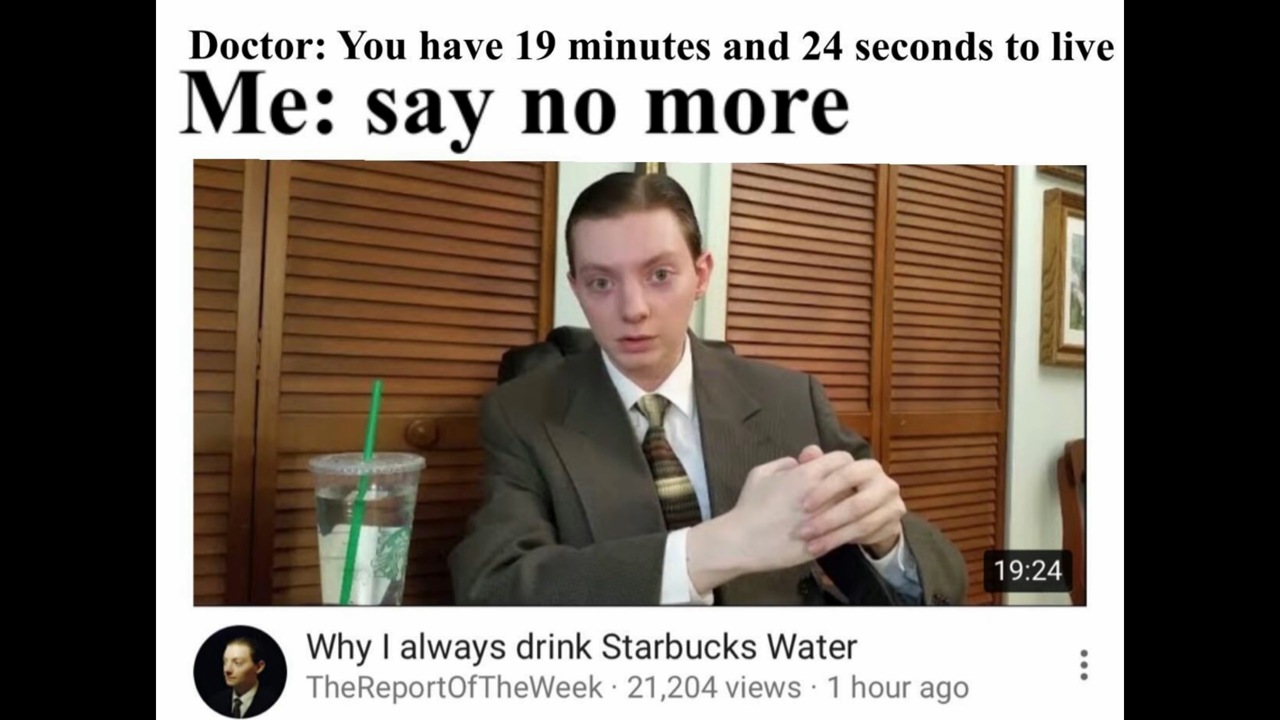 Doctor: You have 19 minutes and 24 seconds to live
Me: say no more
19:24
Why I always drink Starbucks Water
TheReportOfTheWeek · 21,204 views · 1 hour ago